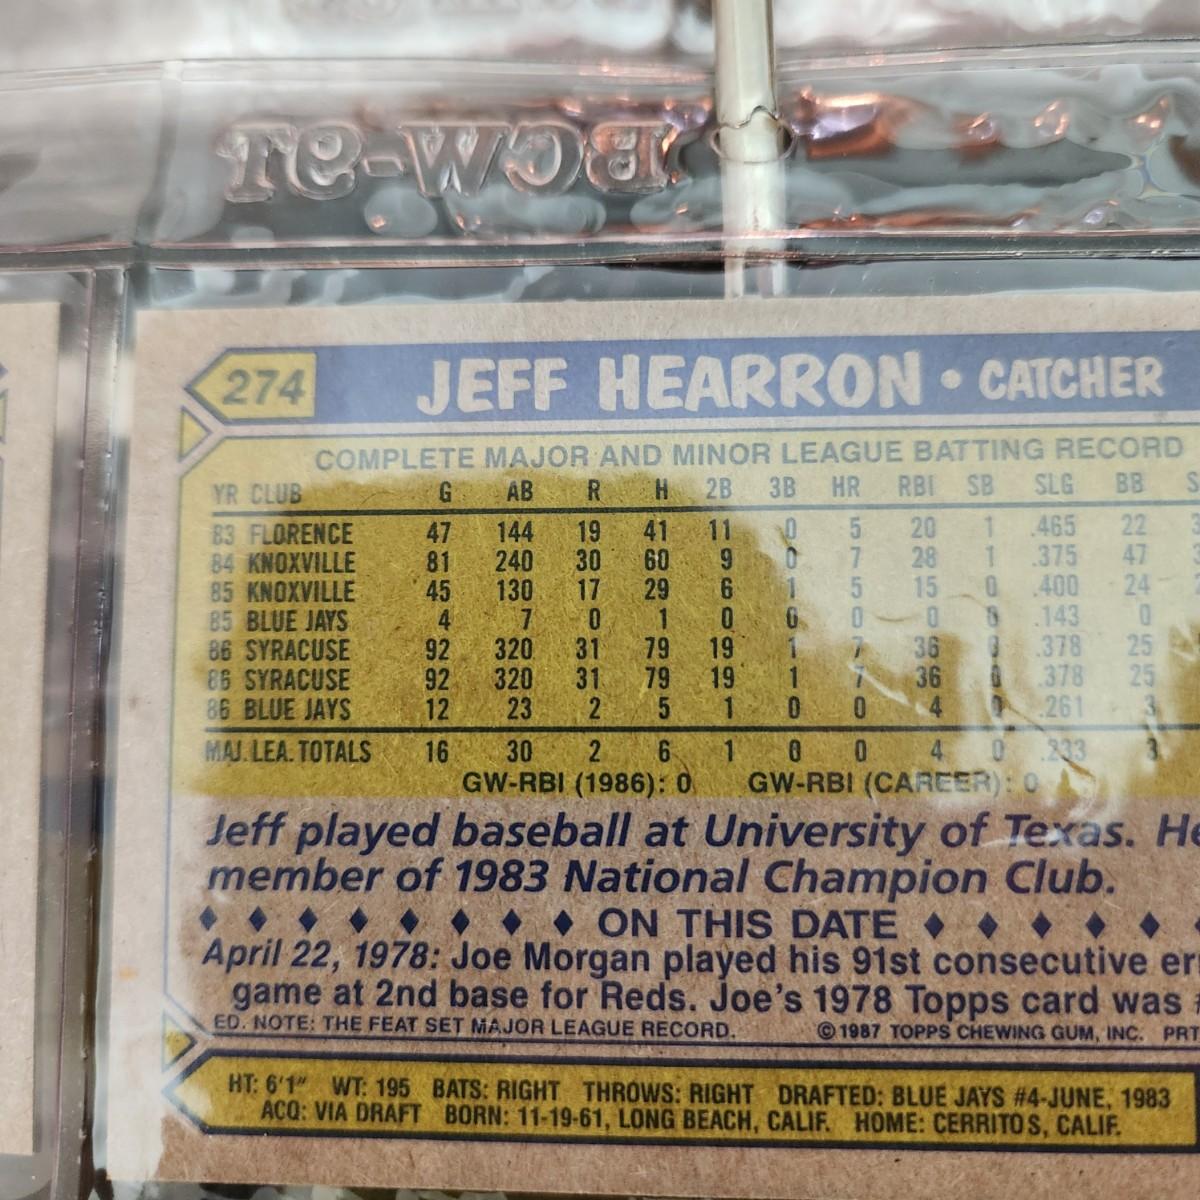 BCM-91
274 JEFF HEARRON • CATCHER
COMPLETE MAJOR AND MINOR LEAGUE BATTING RECORD
YR CLUB G AB R H 2B 3B HR RBI SB SLG BB
83 FLORENCE 47 144 19 41 11 0 5 20 1 .465 22
84 KNOXVILLE 81 240 30 60 9 0 7 28 1 .375 47
85 KNOXVILLE 45 130 17 29 6 1 5 15 0 .400 24
85 BLUE JAYS 4 7 0 1 0 0 0 0 0 .143 0
86 SYRACUSE 92 320 31 79 19 1 7 36 0 .378 25
86 SYRACUSE 92 320 31 79 19 1 7 36 0 .378 25
86 BLUE JAYS 12 23 2 5 1 0 0 4 0 .261 3
MAJ. LEA. TOTALS 16 30 2 6 1 0 0 4 0 .233 3
GW-RBI (1986): 0 GW-RBI (CAREER): 0
Jeff played baseball at University of Texas.
member of 1983 National Champion Club.
ON THIS DATE
April 22, 1978: Joe Morgan played his 91st consecutive
game at 2nd base for Reds. Joe's 1978 Topps card was
ED. NOTE: THE FEAT SET MAJOR LEAGUE RECORD. ©1987 TOPPS CHEWING GUM, INC. PRT
HT: 6'1" WT: 195 BATS: RIGHT THROWS: RIGHT DRAFTED: BLUE JAYS #4-JUNE, 1983
ACQ: VIA DRAFT BORN: 11-19-61, LONG BEACH, CALIF. HOME: CERRITOS, CALIF.